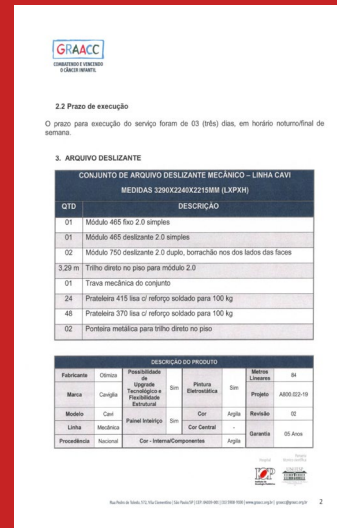 GRAACC
COMBATENDO E VENCENDO
O CÂNCER INFANTIL
2.2 Prazo de execução
O prazo para execução do serviço foram de 03 (três) dias, em horário noturno/final de
semana.
3. ARQUIVO DESLIZANTE
CONJUNTO DE ARQUIVO DESLIZANTE MECÂNICO – LINHA CAVI
MEDIDAS 3290X2240X2215MM (LXPXH)
QTD DESCRIÇÃO
01 Módulo 465 fixo 2.0 simples
01 Módulo 465 deslizante 2.0 simples
02 Módulo 750 deslizante 2.0 duplo, borrachão nos dos lados das faces
3,29 m Trilho direto no piso para módulo 2.0
01 Trava mecânica do conjunto
24 Prateleira 415 lisa c/ reforço soldado para 100 kg
48 Prateleira 370 lisa c/ reforço soldado para 100 kg
02 Ponteira metálica para trilho direto no piso
DESCRIÇÃO DO PRODUTO
Fabricante Otimiza Possibilidade de Upgrade Tecnológico e Flexibilidade Estrutural Sim Pintura Eletrostática Sim Metros Lineares 84
Marca Caviglia Projeto A800.022-19
Modelo Cavi Painel Inteiriço Sim Cor Argila Revisão 02
Linha Mecânica Cor Central - Garantia 05 Anos
Procedência Nacional Cor - Interna/Componentes Argila
2